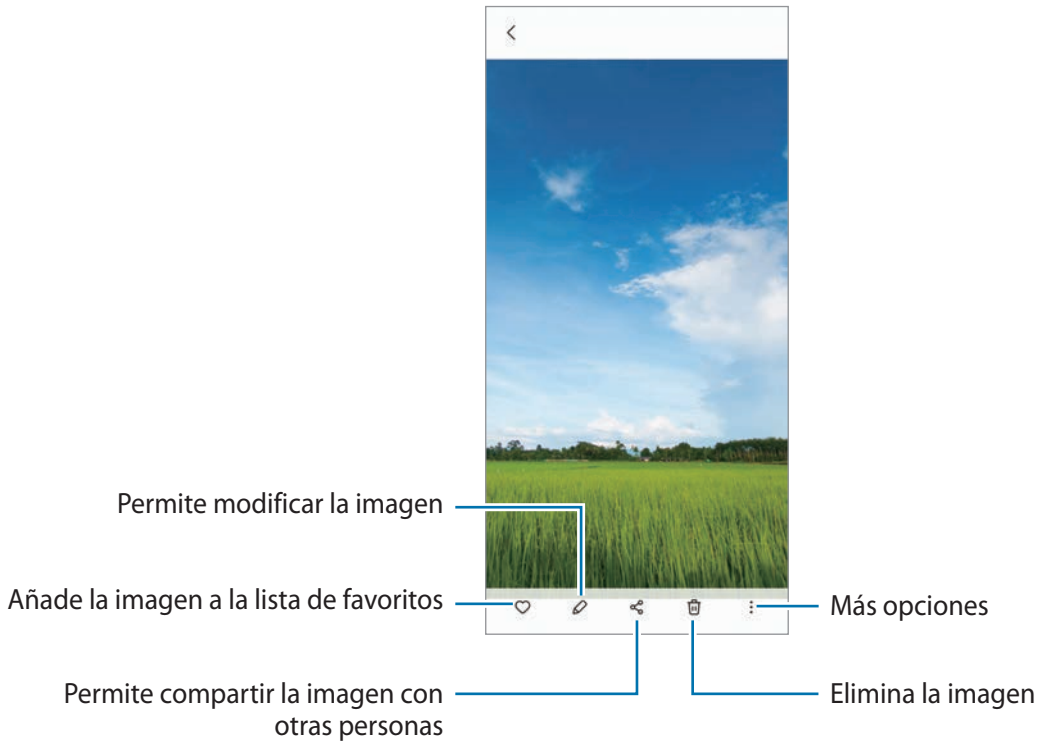 Permite modificar la imagen
Añade la imagen a la lista de favoritos
Más opciones
Permite compartir la imagen con
otras personas
Elimina la imagen